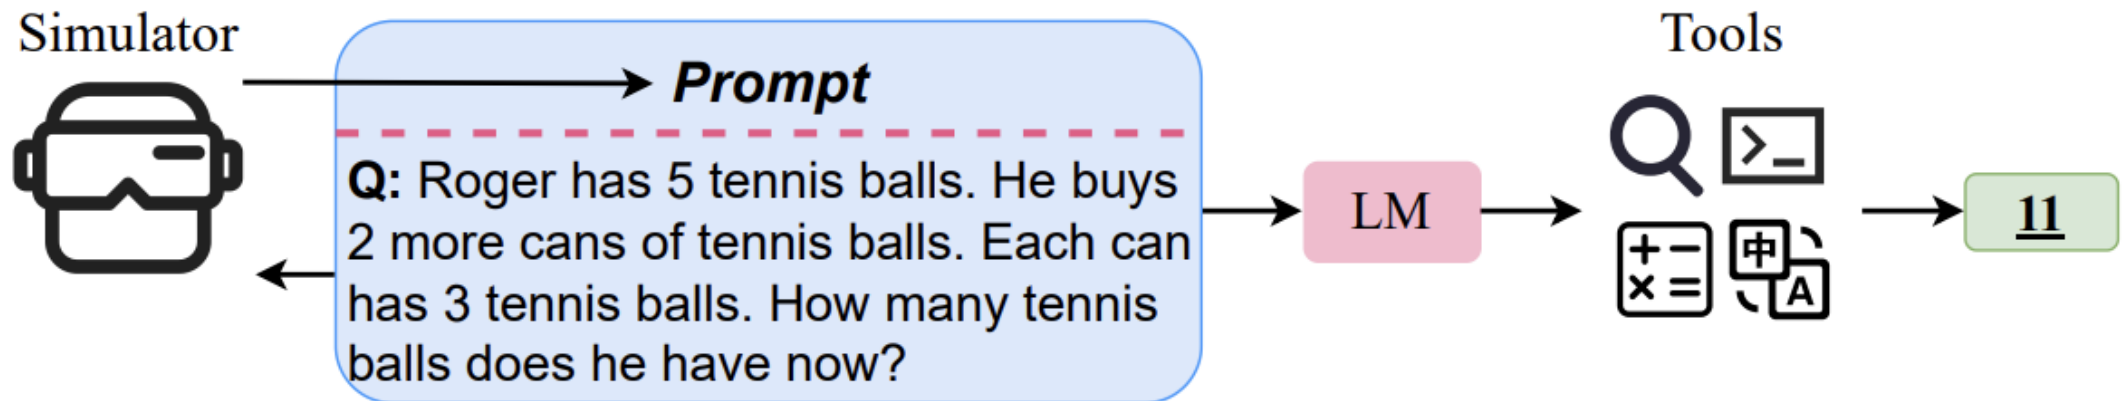 Simulator
Prompt
Q: Roger has 5 tennis balls. He buys
2 more cans of tennis balls. Each can
has 3 tennis balls. How many tennis
balls does he have now?
LM
Tools
>_
+ −
× =
中
A
11